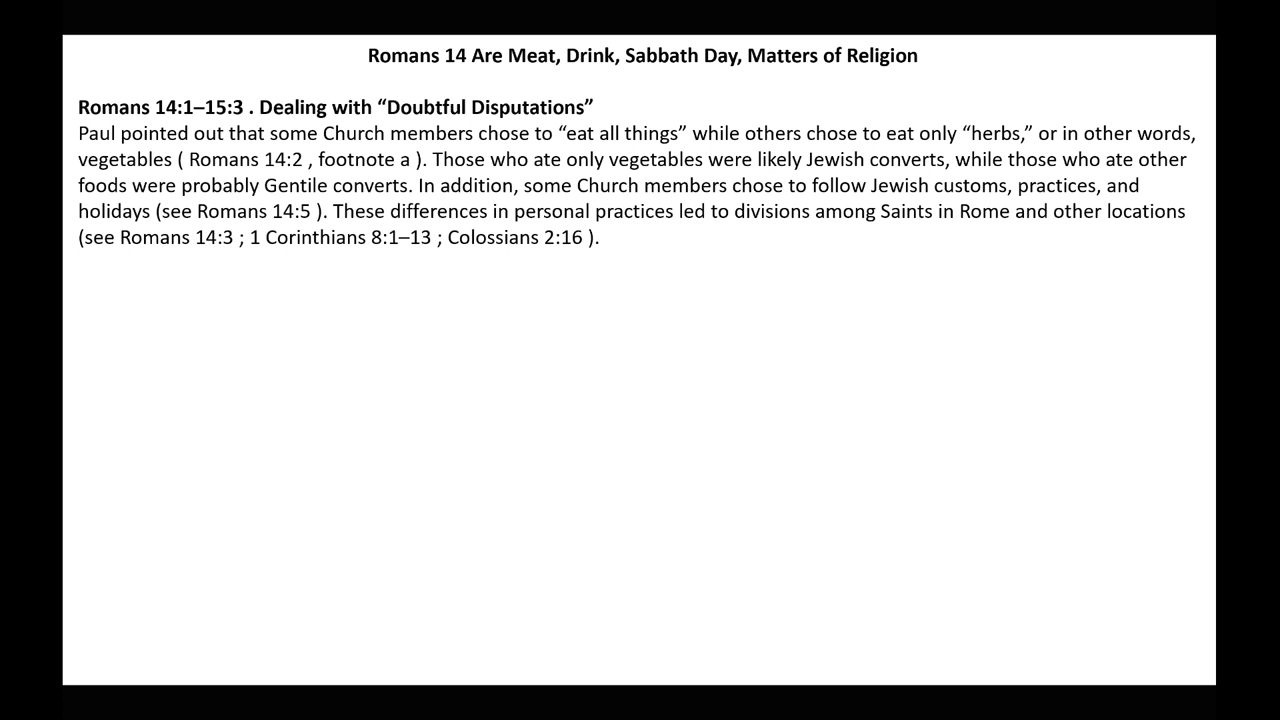 Romans 14 Are Meat, Drink, Sabbath Day, Matters of Religion
Romans 14:1–15:3 . Dealing with “Doubtful Disputations”
Paul pointed out that some Church members chose to “eat all things” while others chose to eat only “herbs,” or in other words,
vegetables ( Romans 14:2 , footnote a ). Those who ate only vegetables were likely Jewish converts, while those who ate other
foods were probably Gentile converts. In addition, some Church members chose to follow Jewish customs, practices, and
holidays (see Romans 14:5 ). These differences in personal practices led to divisions among Saints in Rome and other locations
(see Romans 14:3 ; 1 Corinthians 8:1–13 ; Colossians 2:16 ).